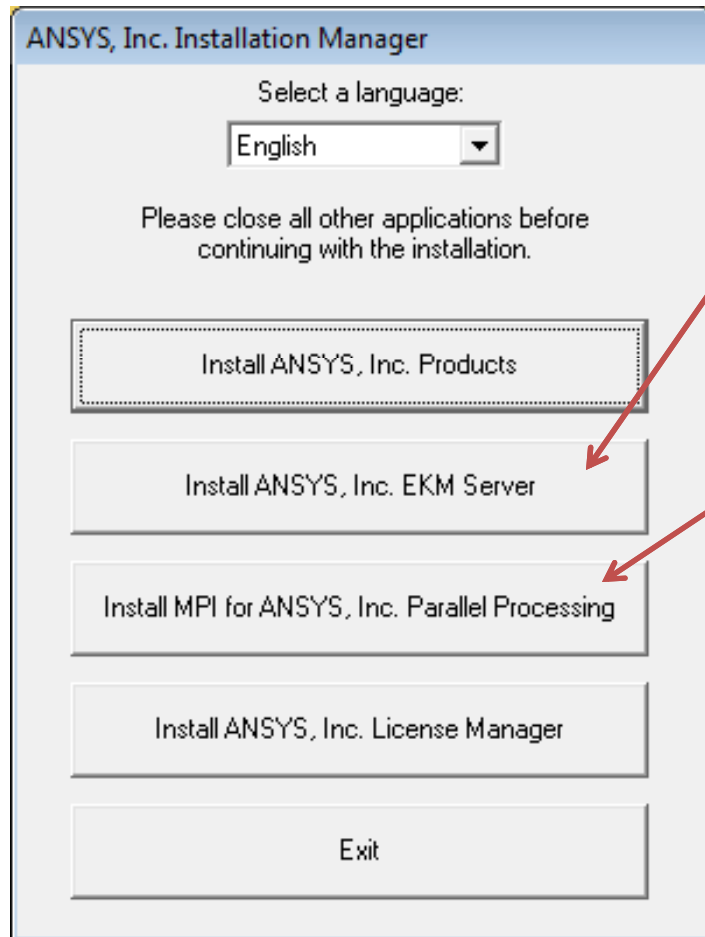 ANSYS, Inc. Installation Manager
Select a language:
English
Please close all other applications before
continuing with the installation.
Install ANSYS, Inc. Products
Install ANSYS, Inc. EKM Server
Install MPI for ANSYS, Inc. Parallel Processing
Install ANSYS, Inc. License Manager
Exit